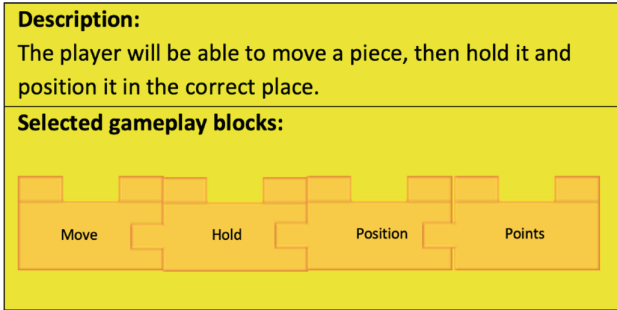 Description:
The player will be able to move a piece, then hold it and
position it in the correct place.
Selected gameplay blocks:
Move Hold Position Points